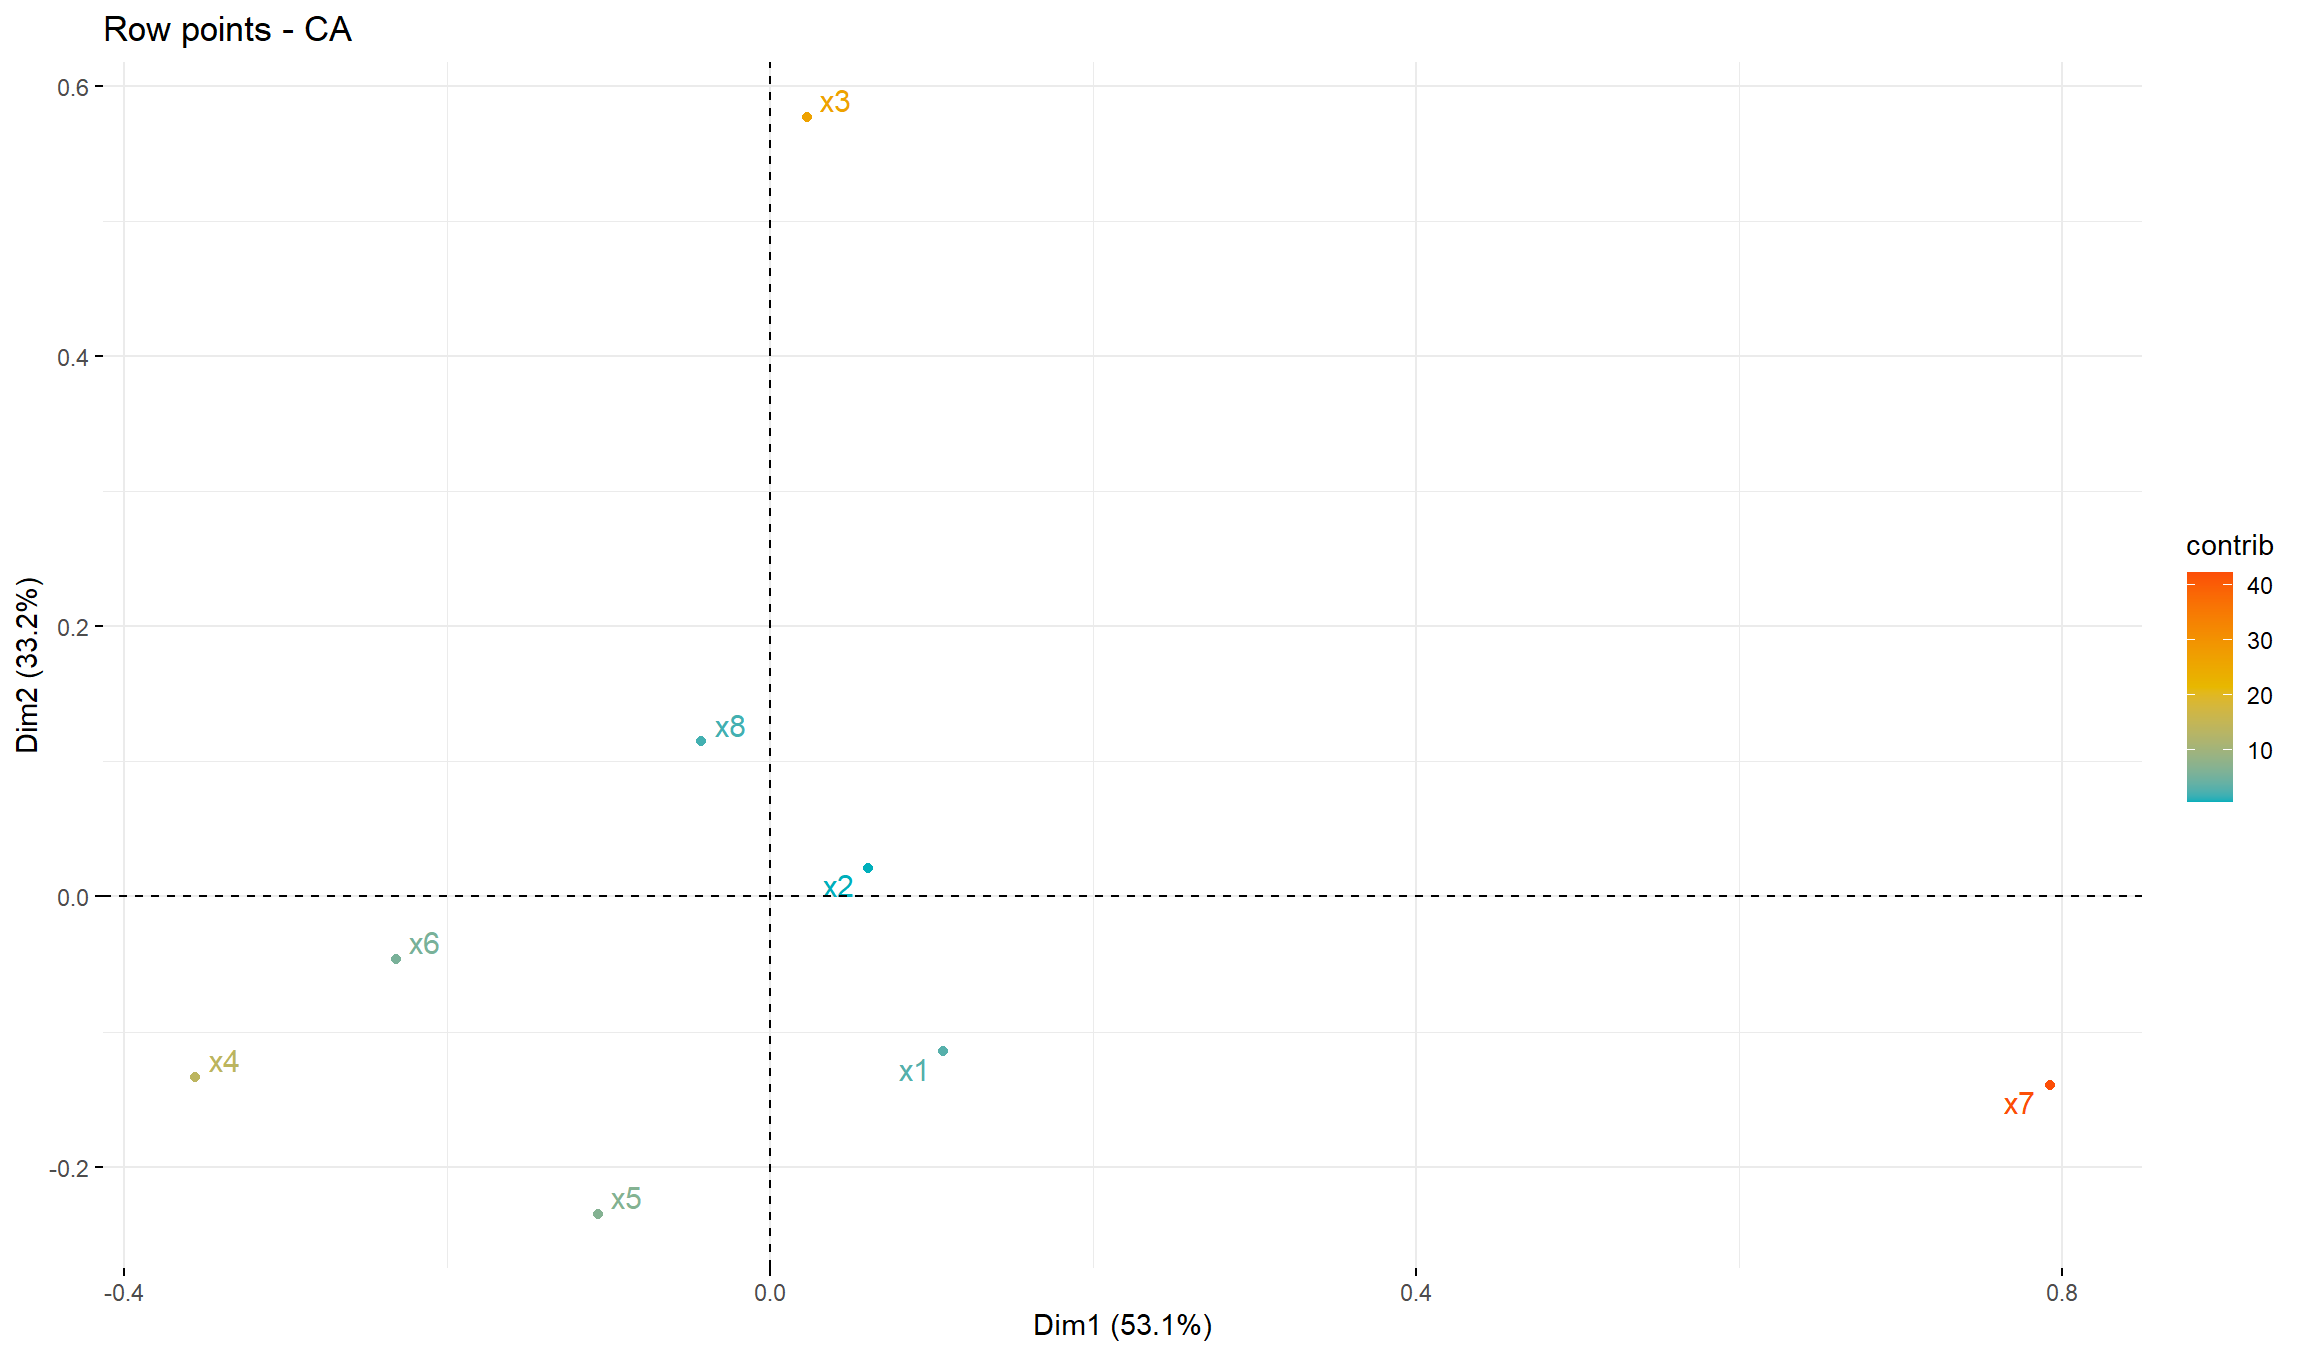 Row points - CA
0.6
0.4
0.2
0.0
-0.2
Dim2 (33.2%)
x3
x8
x2
x6
x4
x1
x7
x5
-0.4 0.0 0.4 0.8
Dim1 (53.1%)
contrib
40
30
20
10